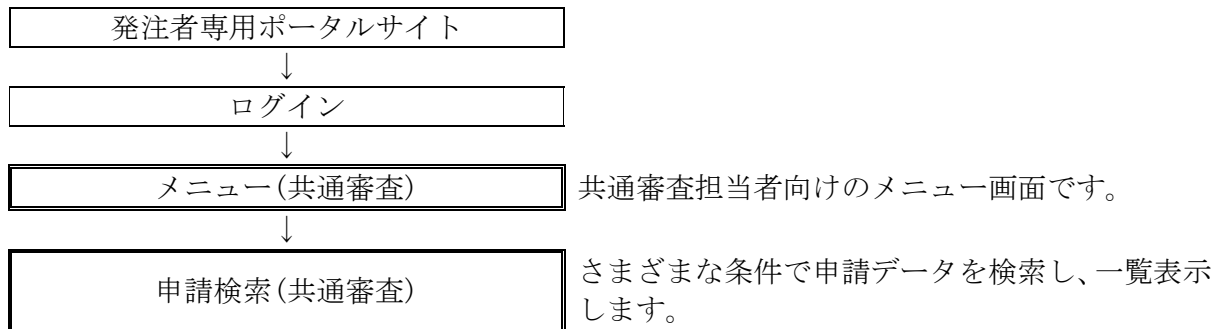 発注者専用ポータルサイト
↓
ログイン
↓
メニュー(共通審査) 共通審査担当者向けのメニュー画面です。
↓
申請検索(共通審査) さまざまな条件で申請データを検索し、一覧表示
します。